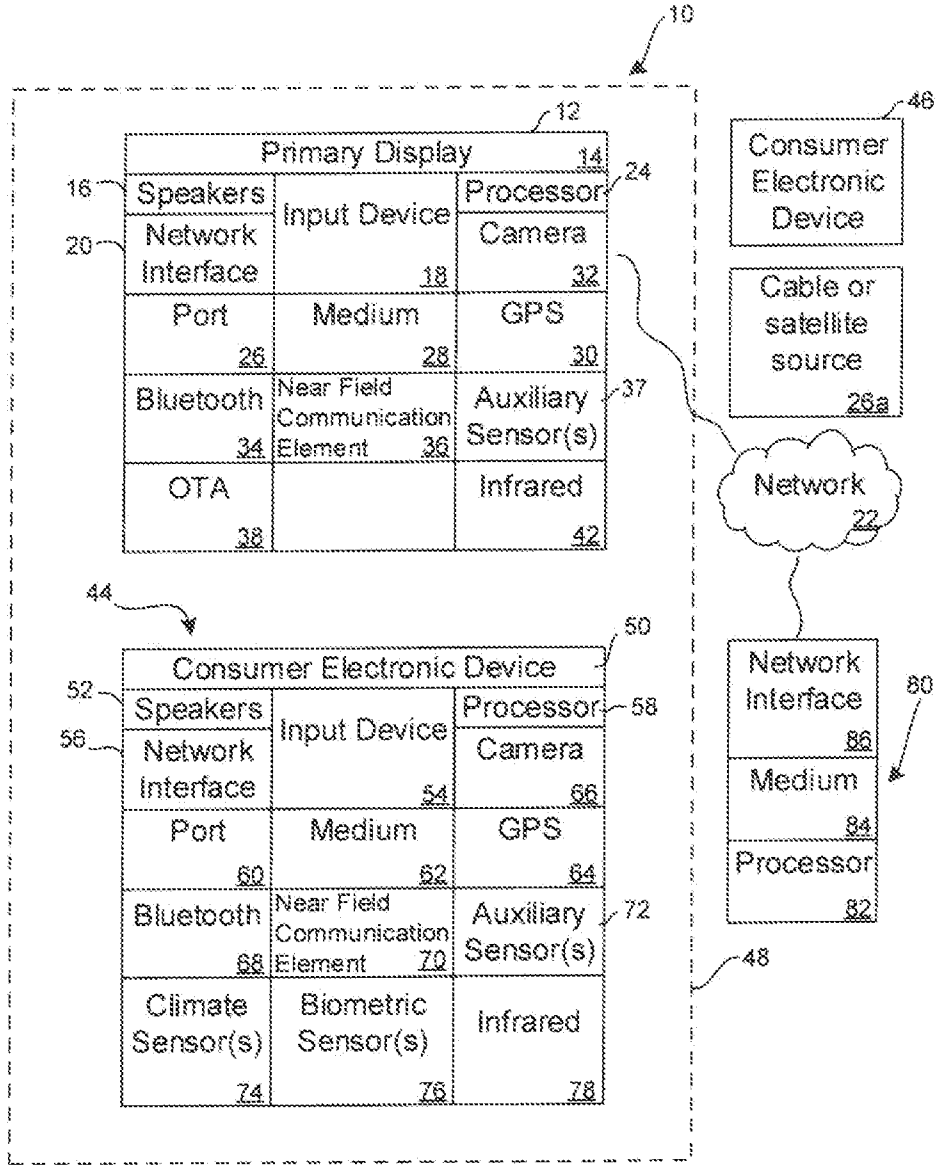 10
12
Primary Display 14
16 Speakers
Input Device 18
Processor 24
20 Network
Interface
Camera
32
Port
26
Medium
28
GPS
30
Bluetooth
34
Near Field
Communication
Element 36
Auxiliary 37
Sensor(s)
OTA
38
Infrared
42
46
Consumer
Electronic
Device
Cable or
satellite
source
26a
Network
22
44
50
Consumer Electronic Device
52 Speakers
Input Device
54
Processor 58
56 Network
Interface
Camera
66
Port
60
Medium
62
GPS
64
Bluetooth
68
Near Field
Communication
Element 70
Auxiliary 72
Sensor(s)
Climate
Sensor(s)
74
Biometric
Sensor(s)
76
Infrared
78
Network
Interface
86
80
Medium
84
Processor
82
48